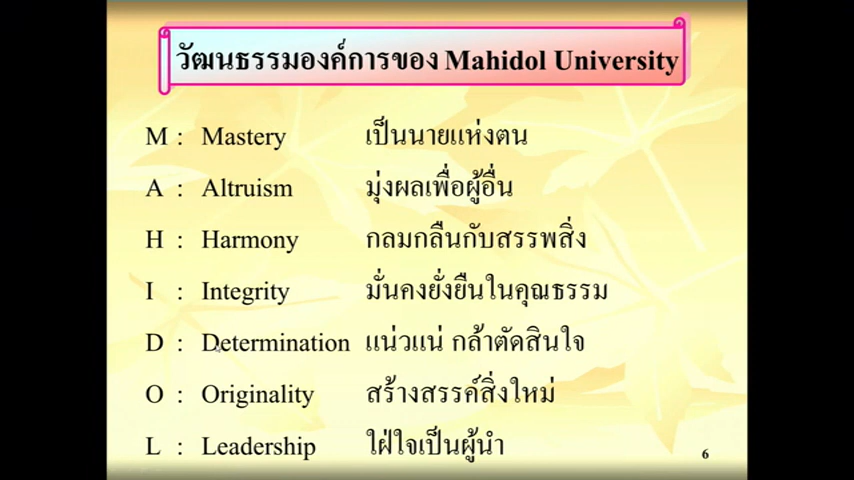 วัฒนธรรมองค์การของ Mahidol University
M : Mastery เป็นนายแห่งตน
A : Altruism มุ่งผลเพื่อผู้อื่น
H : Harmony กลมกลืนกับสรรพสิ่ง
I : Integrity มั่นคงยั่งยืนในคุณธรรม
D : Determination แน่วแน่ กล้าตัดสินใจ
O : Originality สร้างสรรค์สิ่งใหม่
L : Leadership ใฝ่ใจเป็นผู้นำ
6